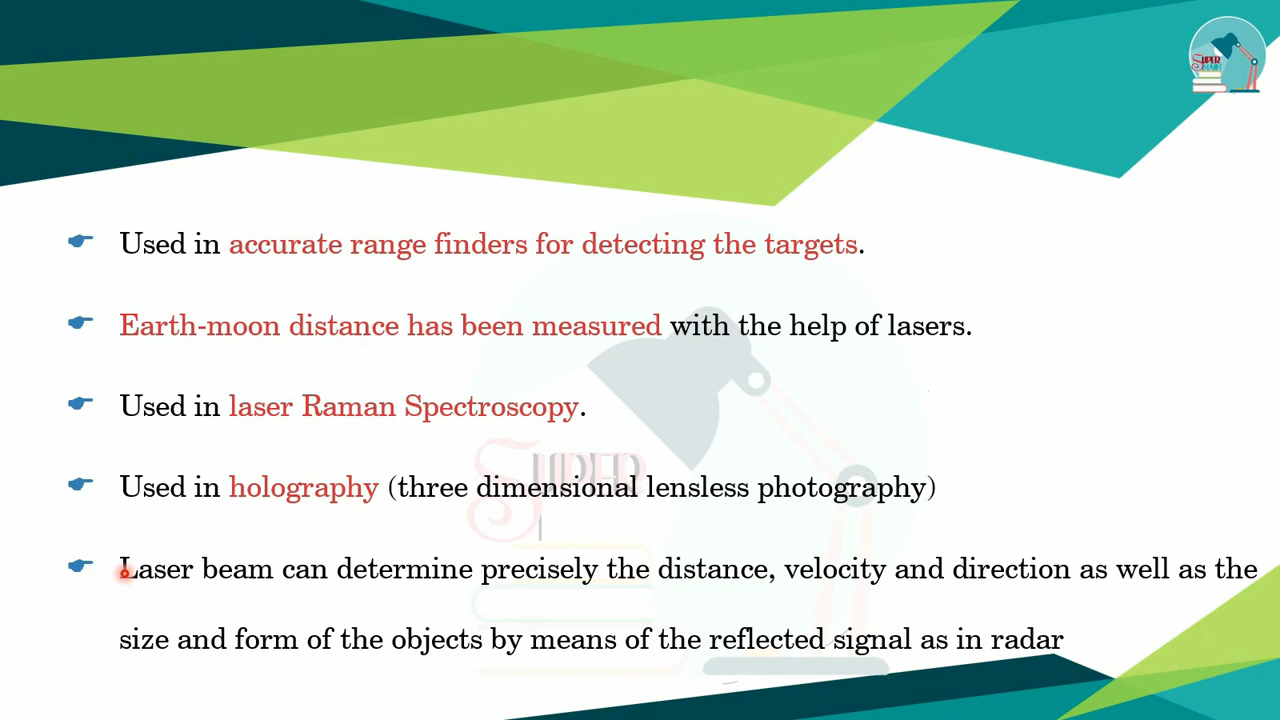 SUPER
Used in accurate range finders for detecting the targets.
Earth-moon distance has been measured with the help of lasers.
Used in laser Raman Spectroscopy.
SUPER
Used in holography (three dimensional lensless photography)
Laser beam can determine precisely the distance, velocity and direction as well as the
size and form of the objects by means of the reflected signal as in radar